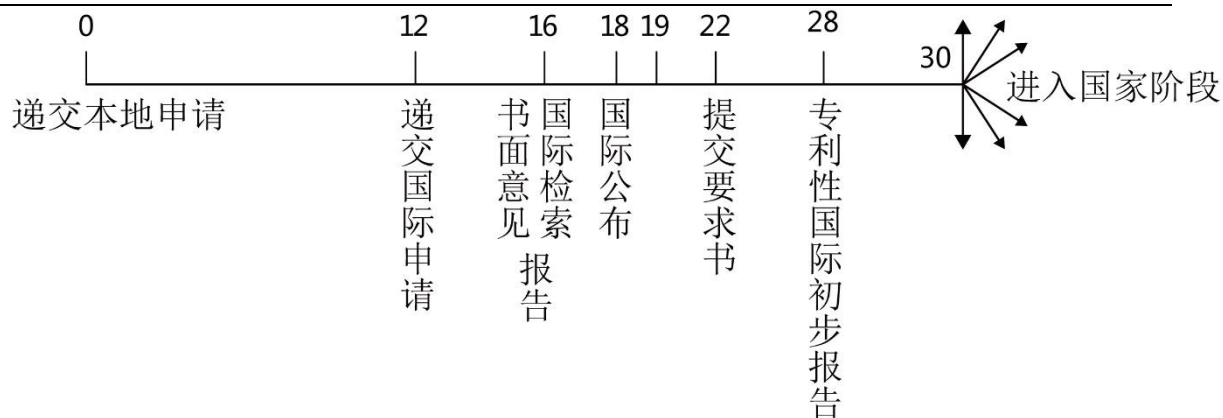 0
12
16
18
19
22
28
30
递交本地申请
递交国际申请
书面意见
国际检索
报告
国际公布
提交要求书
专利性国际初步报告
进入国家阶段